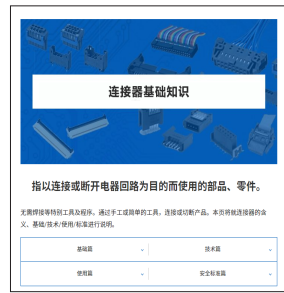 连接器基础知识
指以连接或断开电器回路为目的而使用的部品、零件。
无需焊接等特别工具及程序。通过手工或简单的工具，连接或切断产品。本页将就连接器的含
义、基础/技术/使用/标准进行说明。
基础篇
技术篇
使用篇
安全标准篇